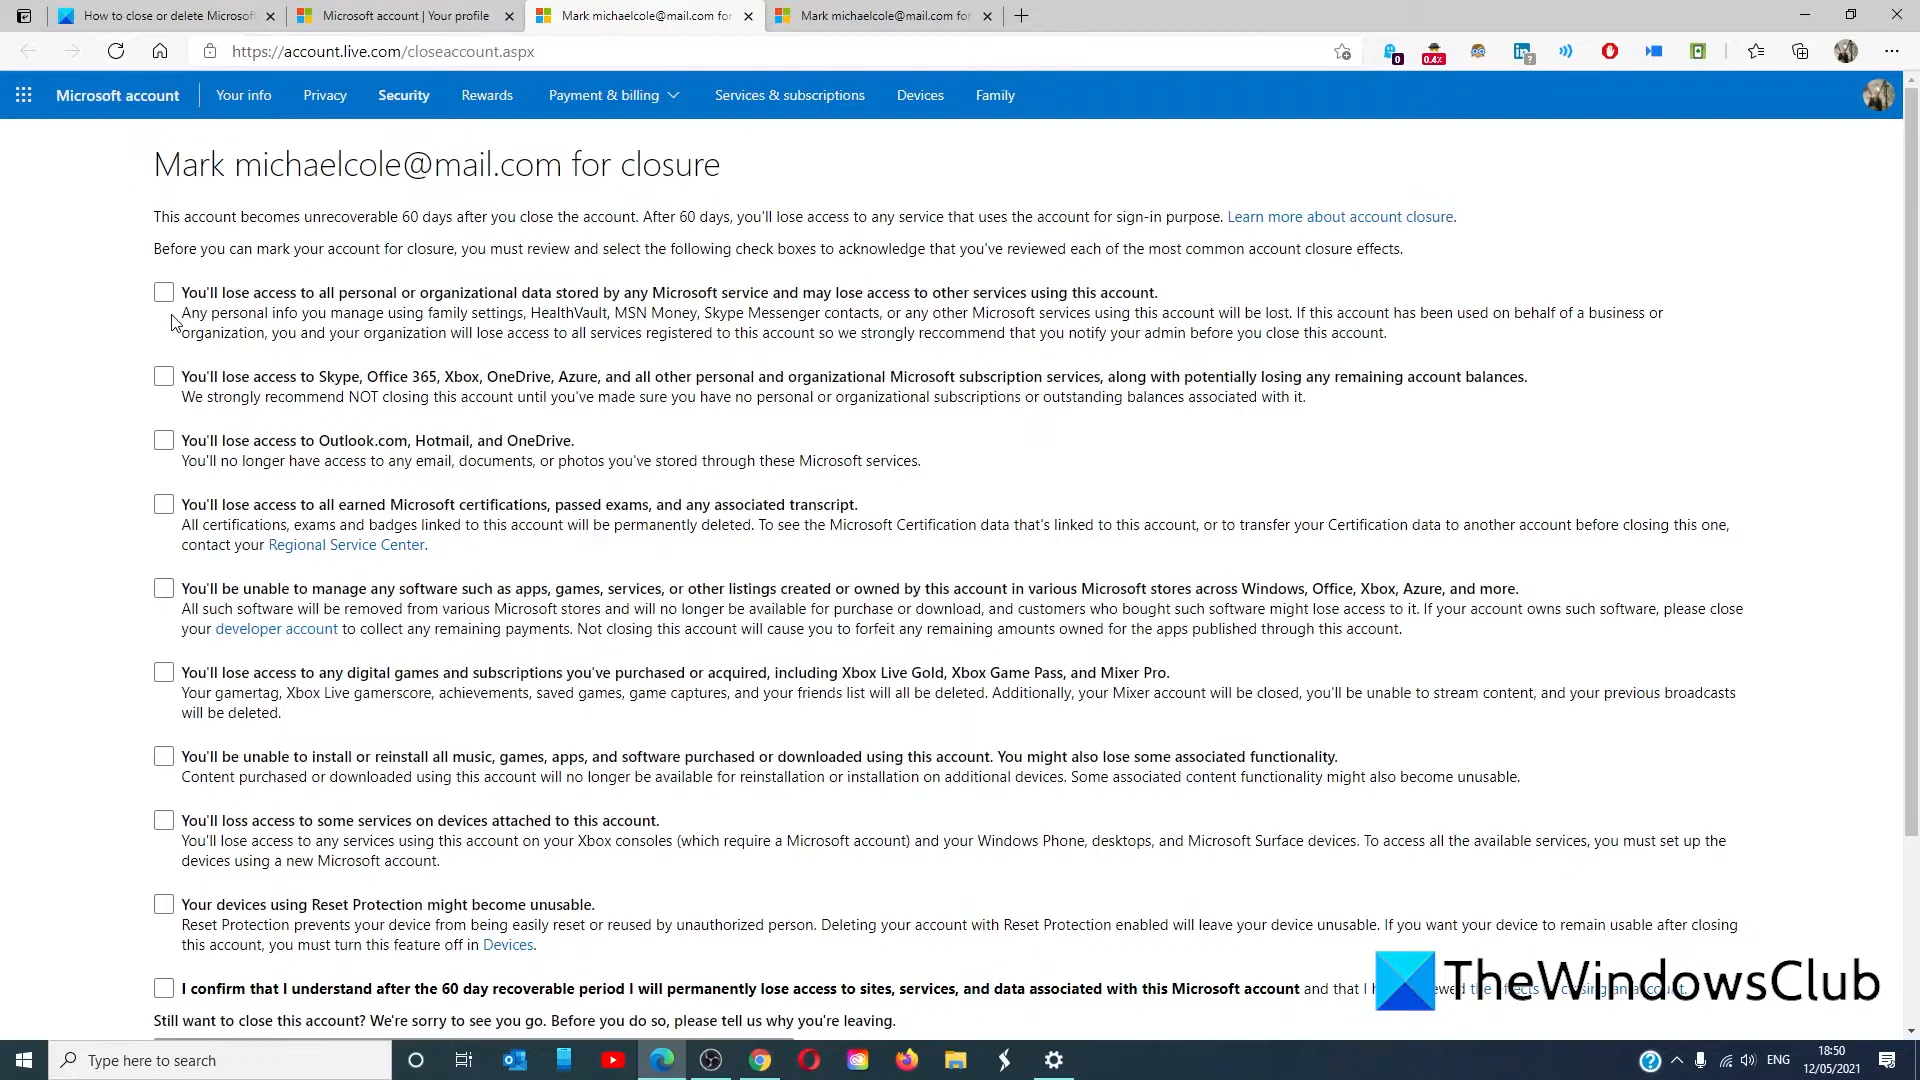 How to close or delete Microsoft
Microsoft account | Your profile
Mark michaelcole@mail.com for
Mark michaelcole@mail.com for
https://account.live.com/closeaccount.aspx
0
0.4%
?
Microsoft account
Your info
Privacy
Security
Rewards
Payment & billing
Services & subscriptions
Devices
Family
Mark michaelcole@mail.com for closure
This account becomes unrecoverable 60 days after you close the account. After 60 days, you'll lose access to any service that uses the account for sign-in purpose. Learn more about account closure.
Before you can mark your account for closure, you must review and select the following check boxes to acknowledge that you've reviewed each of the most common account closure effects.
You'll lose access to all personal or organizational data stored by any Microsoft service and may lose access to other services using this account.
Any personal info you manage using family settings, HealthVault, MSN Money, Skype Messenger contacts, or any other Microsoft services using this account will be lost. If this account has been used on behalf of a business or
organization, you and your organization will lose access to all services registered to this account so we strongly reccommend that you notify your admin before you close this account.
You'll lose access to Skype, Office 365, Xbox, OneDrive, Azure, and all other personal and organizational Microsoft subscription services, along with potentially losing any remaining account balances.
We strongly recommend NOT closing this account until you've made sure you have no personal or organizational subscriptions or outstanding balances associated with it.
You'll lose access to Outlook.com, Hotmail, and OneDrive.
You'll no longer have access to any email, documents, or photos you've stored through these Microsoft services.
You'll lose access to all earned Microsoft certifications, passed exams, and any associated transcript.
All certifications, exams and badges linked to this account will be permanently deleted. To see the Microsoft Certification data that's linked to this account, or to transfer your Certification data to another account before closing this one,
contact your Regional Service Center.
You'll be unable to manage any software such as apps, games, services, or other listings created or owned by this account in various Microsoft stores across Windows, Office, Xbox, Azure, and more.
All such software will be removed from various Microsoft stores and will no longer be available for purchase or download, and customers who bought such software might lose access to it. If your account owns such software, please close
your developer account to collect any remaining payments. Not closing this account will cause you to forfeit any remaining amounts owned for the apps published through this account.
You'll lose access to any digital games and subscriptions you've purchased or acquired, including Xbox Live Gold, Xbox Game Pass, and Mixer Pro.
Your gamertag, Xbox Live gamerscore, achievements, saved games, game captures, and your friends list will all be deleted. Additionally, your Mixer account will be closed, you'll be unable to stream content, and your previous broadcasts
will be deleted.
You'll be unable to install or reinstall all music, games, apps, and software purchased or downloaded using this account. You might also lose some associated functionality.
Content purchased or downloaded using this account will no longer be available for reinstallation or installation on additional devices. Some associated content functionality might also become unusable.
You'll loss access to some services on devices attached to this account.
You'll loss access to any services using this account on your Xbox consoles (which require a Microsoft account) and your Windows Phone, desktops, and Microsoft Surface devices. To access all the available services, you must set up the
devices using a new Microsoft account.
Your devices using Reset Protection might become unusable.
Reset Protection prevents your device from being easily reset or reused by unauthorized person. Deleting your account with Reset Protection enabled will leave your device unusable. If you want your device to remain usable after closing
this account, you must turn this feature off in Devices.
I confirm that I understand after the 60 day recoverable period I will permanently lose access to sites, services, and data associated with this Microsoft account and that I
TheWindowsClub
Still want to close this account? We're sorry to see you go. Before you do so, please tell us why you're leaving.
Type here to search
ENG
18:50
12/05/2021